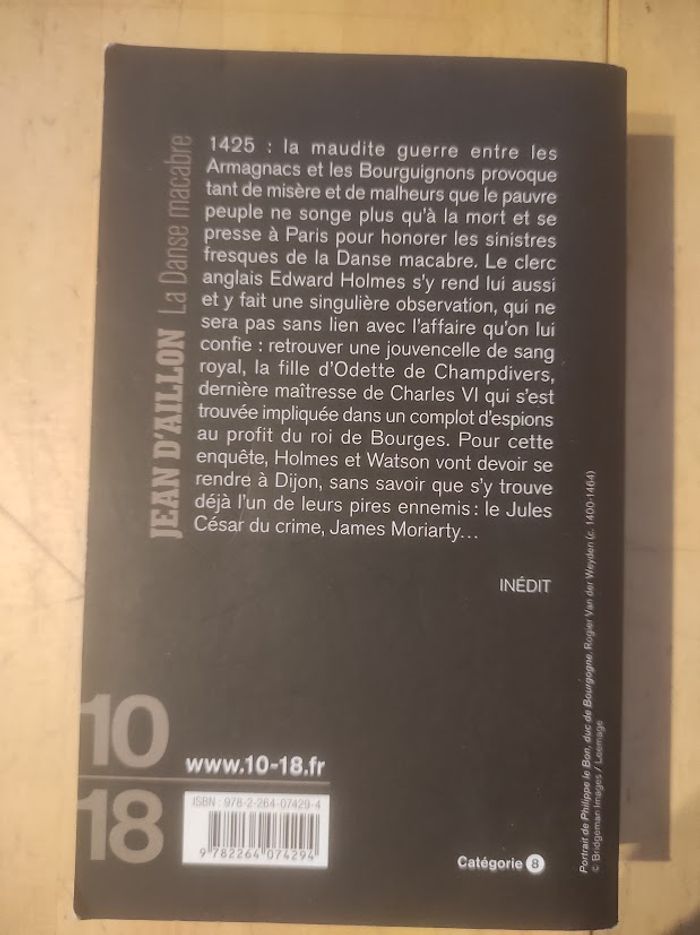 1425 : la maudite guerre entre les
Armagnacs et les Bourguignons provoque
tant de misère et de malheurs que le pauvre
peuple ne songe plus qu'à la mort et se
presse à Paris pour honorer les sinistres
fresques de la Danse macabre. Le clerc
anglais Edward Holmes s'y rend lui aussi
et y fait une singulière observation, qui ne
sera pas sans lien avec l'affaire qu'on lui
confie : retrouver une jouvencelle de sang
royal, la fille d'Odette de Champdivers,
dernière maîtresse de Charles VI qui s'est
trouvée impliquée dans un complot d'espions
au profit du roi de Bourges. Pour cette
enquête, Holmes et Watson vont devoir se
rendre à Dijon, sans savoir que s'y trouve
déjà l'un de leurs pires ennemis : le Jules
César du crime, James Moriarty...
INÉDIT
JEAN D'AILLON La Danse macabre
10
18
www.10-18.fr
ISBN : 978-2-264-07429-4
9 782264 074294
Catégorie 8
Portrait de Philippe le Bon, duc de Bourgogne, Rogier Van der Weyden (c. 1400-1464)
© Bridgeman Images / Leemage